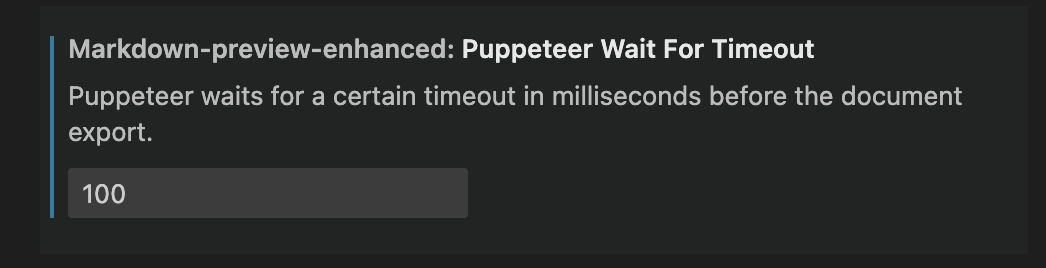 Markdown-preview-enhanced: Puppeteer Wait For Timeout
Puppeteer waits for a certain timeout in milliseconds before the document
export.
100